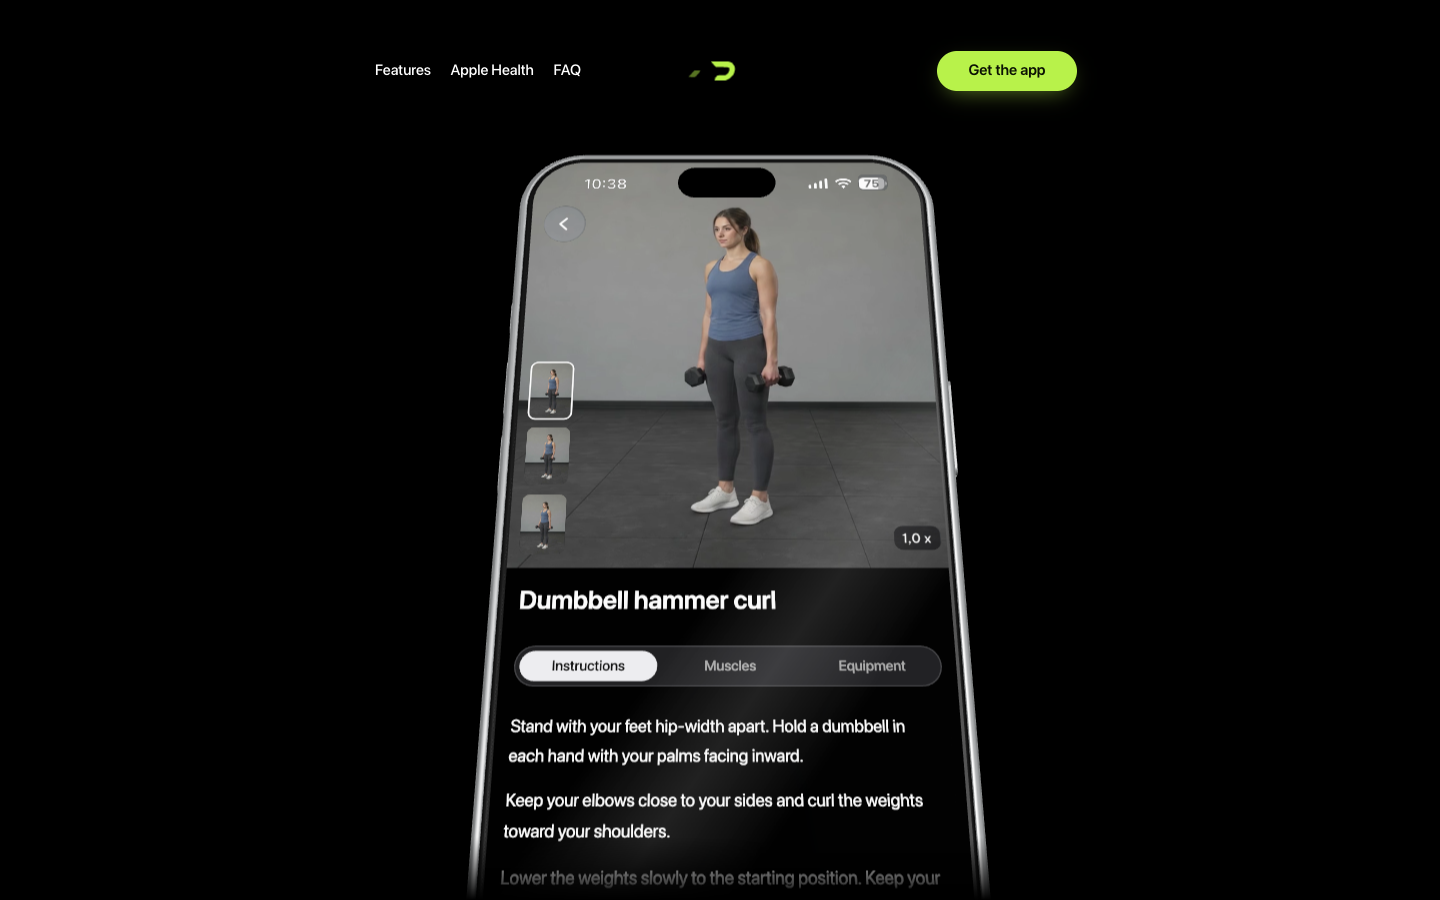 Features Apple Health FAQ
Get the app
10:38
75
1,0 x
Dumbbell hammer curl
Instructions Muscles Equipment
Stand with your feet hip-width apart. Hold a dumbbell in
each hand with your palms facing inward.
Keep your elbows close to your sides and curl the weights
toward your shoulders.
Lower the weights slowly to the starting position. Keep your